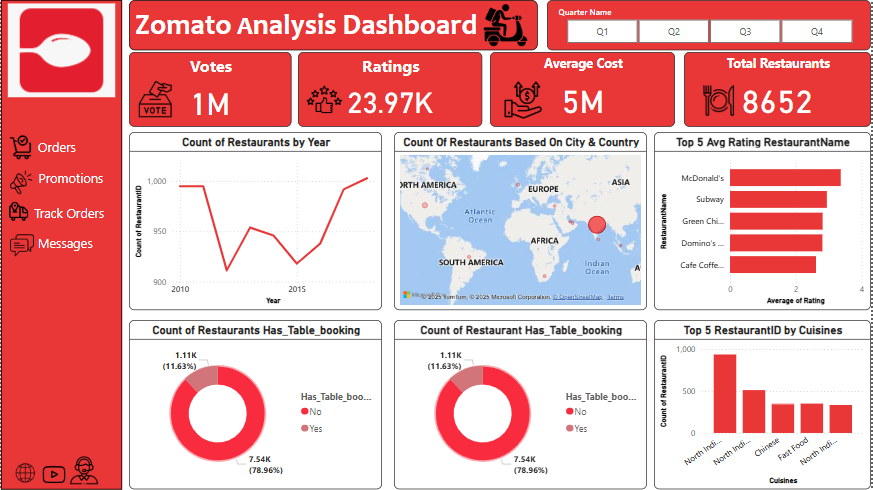 Zomato Analysis Dashboard
Quarter Name
Q1
Q2
Q3
Q4
Votes
VOTE
1M
Ratings
23.97K
Average Cost
5M
Total Restaurants
8652
Orders
Promotions
Track Orders
Messages
Count of Restaurants by Year
Count of RestaurantID
1,000
950
900
2010
2015
Year
Count Of Restaurants Based On City & Country
ORTH AMERICA
EUROPE
ASIA
Atlantic
Ocean
AFRICA
SOUTH AMERICA
Indian
Ocean
A
© 2025 TomTom, © 2025 Microsoft Corporation, © OpenStreetMap Terms
Top 5 Avg Rating RestaurantName
RestaurantName
McDonald's
Subway
Green Chi...
Domino's ...
Cafe Coffe...
0
2
4
Average of Rating
Count of Restaurants Has_Table_booking
1.11K
(11.63%)
Has_Table_boo...
No
Yes
7.54K
(78.96%)
Count of Restaurant Has_Table_booking
1.11K
(11.63%)
Has_Table_boo...
No
Yes
7.54K
(78.96%)
Top 5 RestaurantID by Cuisines
Count of RestaurantID
1,000
500
0
North Indi...
North Indi...
Chinese
Fast Food
North Indi...
Cuisines